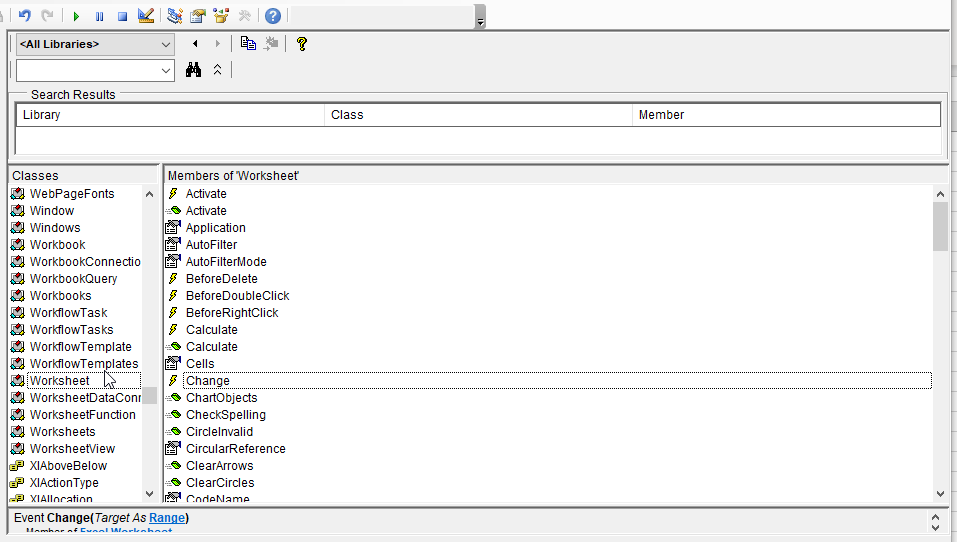 <All Libraries>
Search Results
Library Class Member
Classes
WebPageFonts
Window
Windows
Workbook
WorkbookConnectio
WorkbookQuery
Workbooks
WorkflowTask
WorkflowTasks
WorkflowTemplate
WorkflowTemplates
Worksheet
WorksheetDataConn
WorksheetFunction
Worksheets
WorksheetView
XlAboveBelow
XlActionType
XlAllocation
Members of 'Worksheet'
Activate
Activate
Application
AutoFilter
AutoFilterMode
BeforeDelete
BeforeDoubleClick
BeforeRightClick
Calculate
Calculate
Cells
Change
ChartObjects
CheckSpelling
CircleInvalid
CircularReference
ClearArrows
ClearCircles
CodeName
Event Change(Target As Range)
Member of Excel.Worksheet